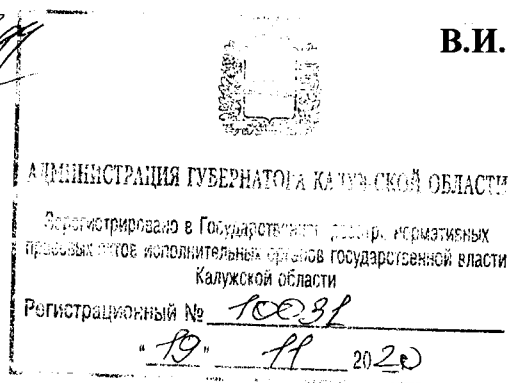 В.И.
АДМИНИСТРАЦИЯ ГУБЕРНАТОРА КАЛУЖСКОЙ ОБЛАСТИ
Зарегистрировано в Государственном реестре нормативных
правовых актов исполнительных органов государственной власти
Калужской области
Регистрационный № 10031
"19" 11 2020